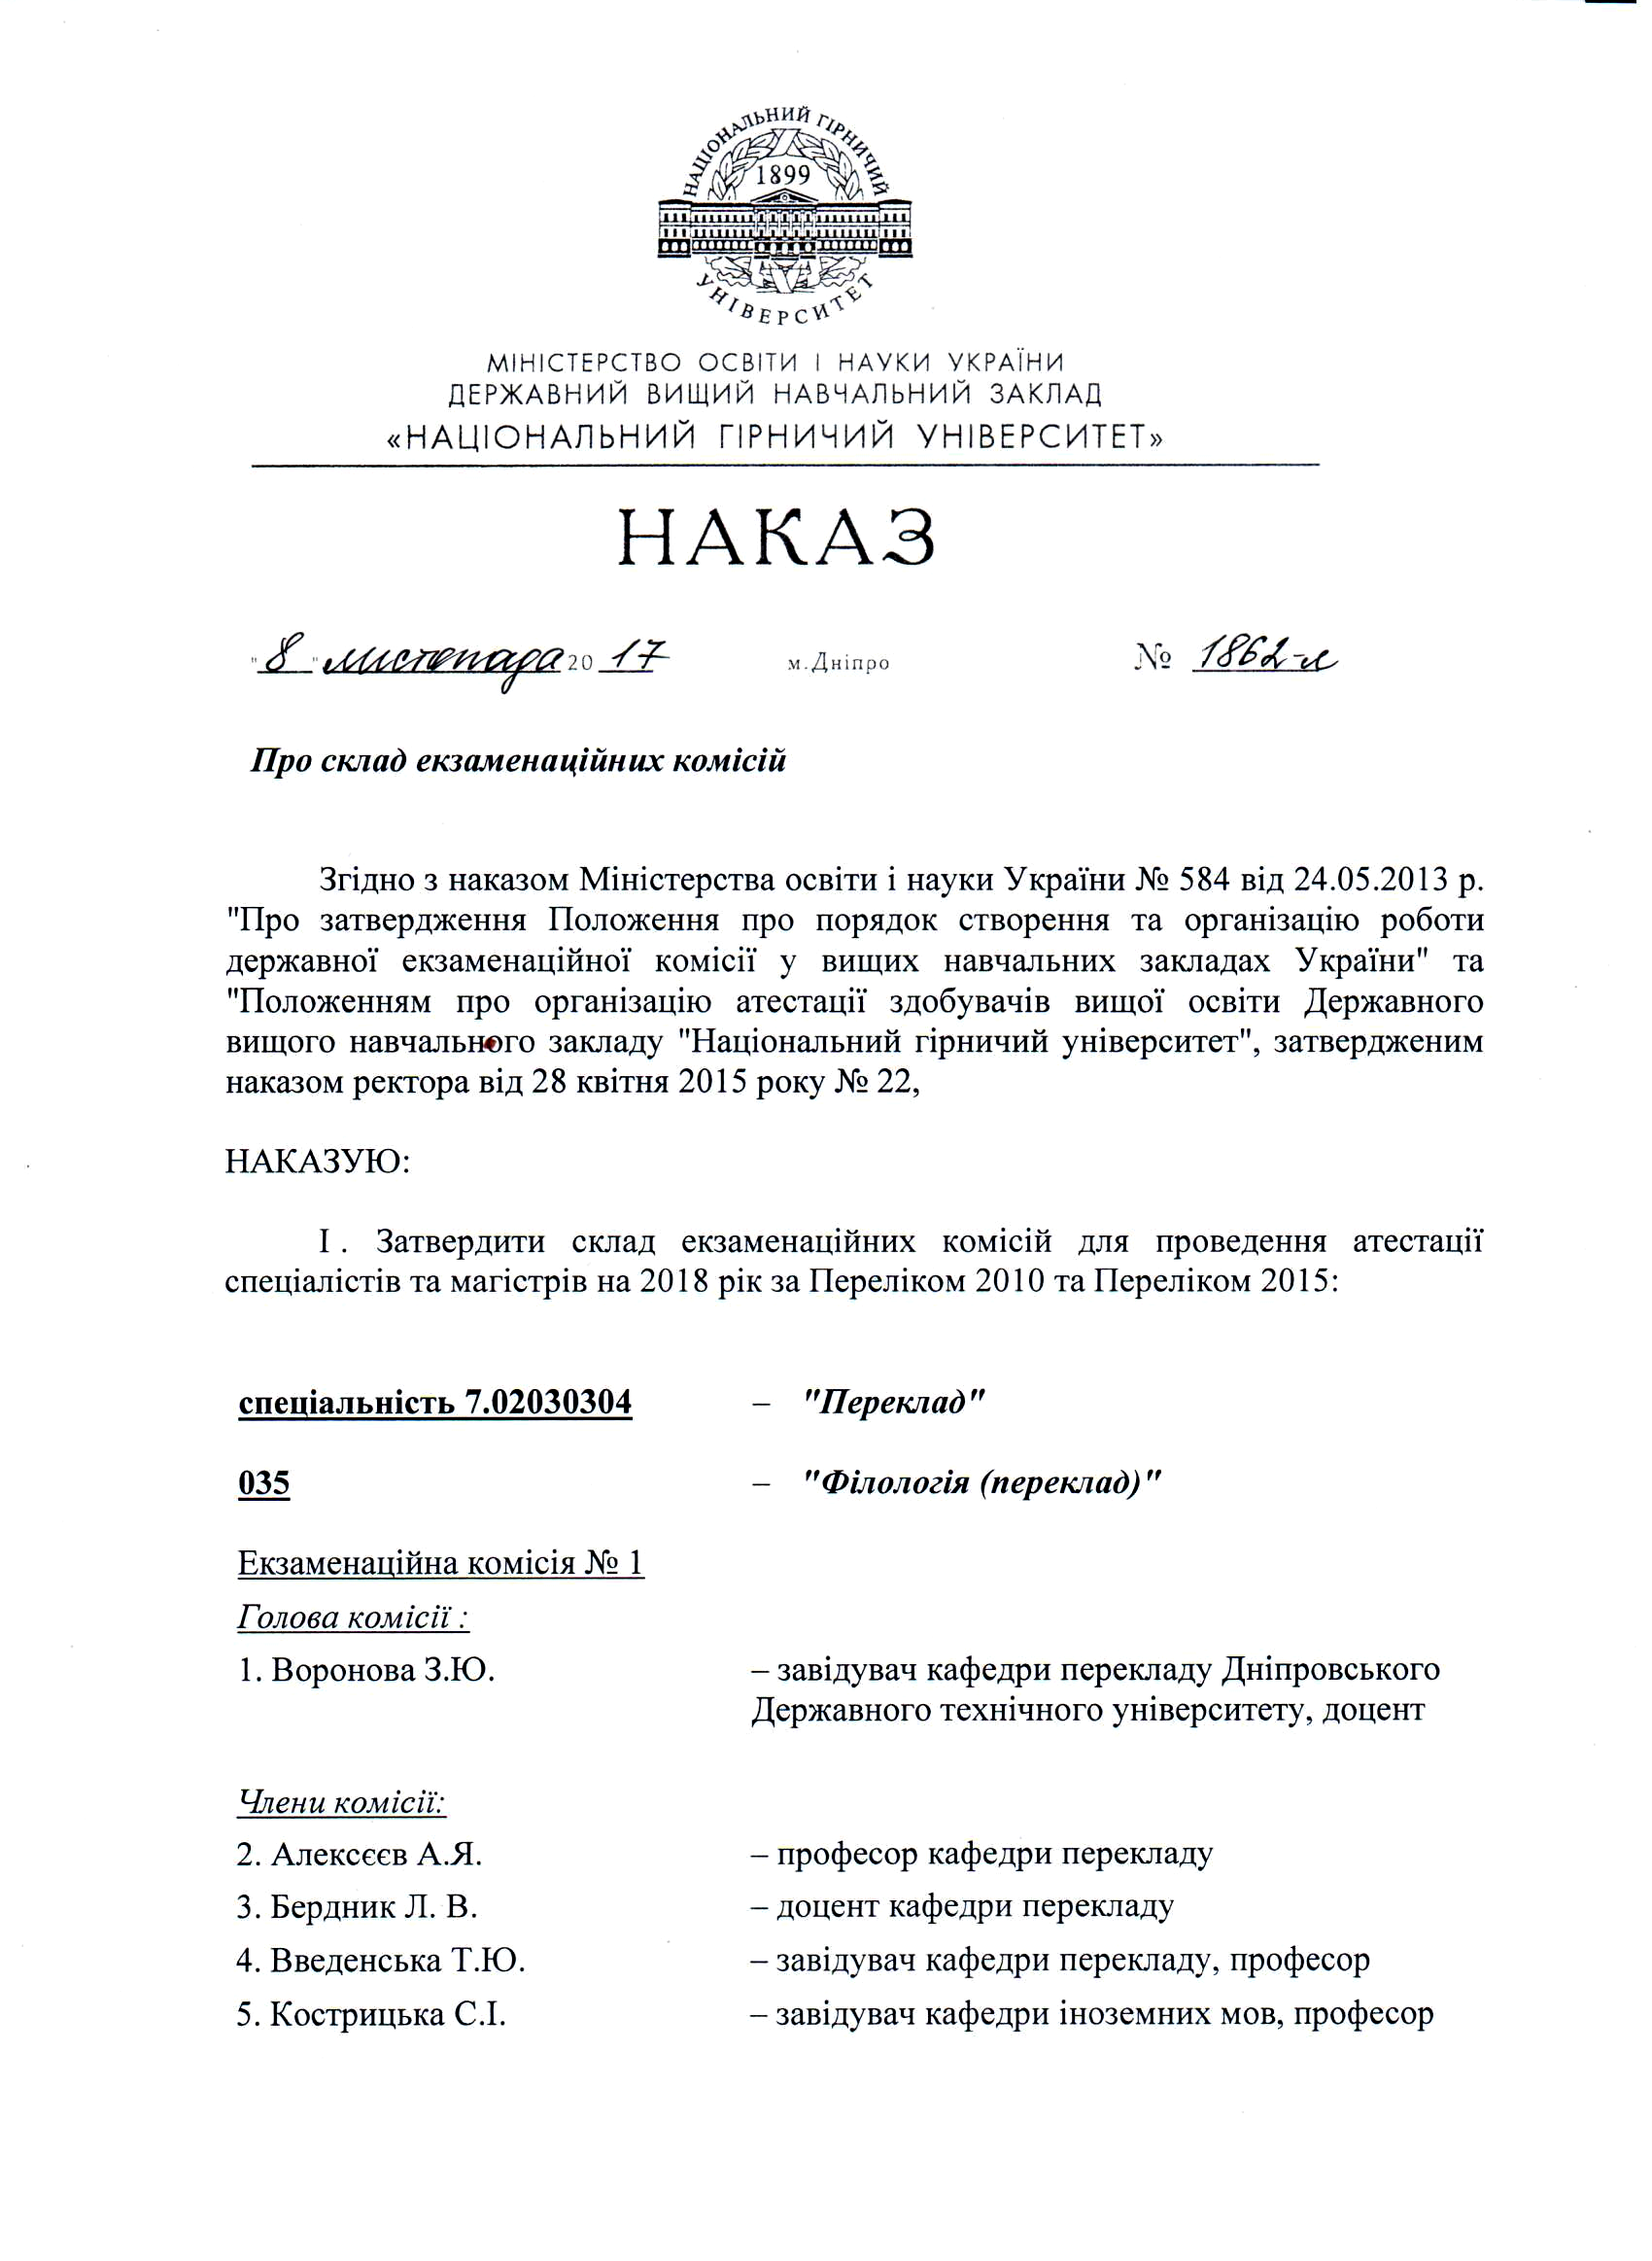 НАЦІОНАЛЬНИЙ ГІРНИЧИЙ
1899
УНІВЕРСИТЕТ
МІНІСТЕРСТВО ОСВІТИ І НАУКИ УКРАЇНИ
ДЕРЖАВНИЙ ВИЩИЙ НАВЧАЛЬНИЙ ЗАКЛАД
«НАЦІОНАЛЬНИЙ ГІРНИЧИЙ УНІВЕРСИТЕТ»
НАКАЗ
"8" листопада 2017 м.Дніпро № 1862-л
Про склад екзаменаційних комісій
Згідно з наказом Міністерства освіти і науки України № 584 від 24.05.2013 р.
"Про затвердження Положення про порядок створення та організацію роботи
державної екзаменаційної комісії у вищих навчальних закладах України" та
"Положенням про організацію атестації здобувачів вищої освіти Державного
вищого навчального закладу "Національний гірничий університет", затвердженим
наказом ректора від 28 квітня 2015 року № 22,
НАКАЗУЮ:
І . Затвердити склад екзаменаційних комісій для проведення атестації
спеціалістів та магістрів на 2018 рік за Переліком 2010 та Переліком 2015:
спеціальність 7.02030304 – "Переклад"
035 – "Філологія (переклад)"
Екзаменаційна комісія № 1
Голова комісії :
1. Воронова З.Ю. – завідувач кафедри перекладу Дніпровського
Державного технічного університету, доцент
Члени комісії:
2. Алексєєв А.Я. – професор кафедри перекладу
3. Бердник Л. В. – доцент кафедри перекладу
4. Введенська Т.Ю. – завідувач кафедри перекладу, професор
5. Кострицька С.І. – завідувач кафедри іноземних мов, професор